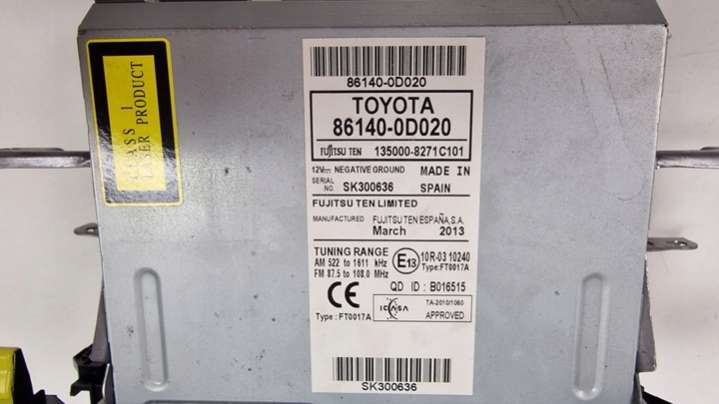 CLASS 1
LASER PRODUCT
86140-0D020
TOYOTA
86140-0D020
FUJITSU TEN 135000-8271C101
12V NEGATIVE GROUND MADE IN
SERIAL NO. SK300636 SPAIN
FUJITSU TEN LIMITED
MANUFACTURED FUJITSU TEN ESPAÑA,S.A.
March 2013
TUNING RANGE
AM 522 to 1611 kHz
FM 87.5 to 108.0 MHz
E13 10R-03 10240
Type:FT0017A
QD ID : B016515
CE
Type : FT0017A
ICASA
TA-2010/1060
APPROVED
SK300636